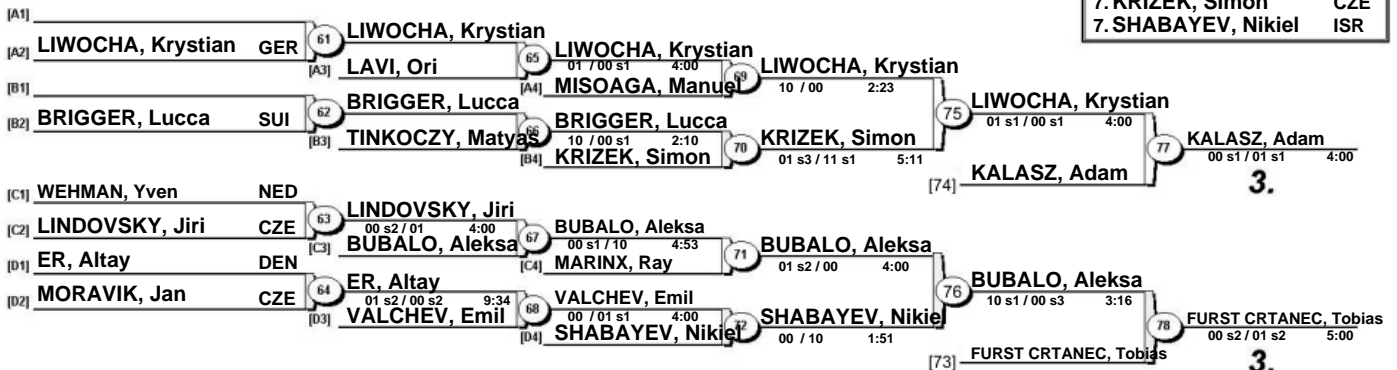 7. KRIZEK, Simon CZE
7. SHABAYEV, Nikiel ISR
[A1]
[A2] LIWOCHA, Krystian GER
61
LIWOCHA, Krystian
[A3] LAVI, Ori
65
LIWOCHA, Krystian
01 / 00 s1 4:00
[A4] MISOAGA, Manuel
69
LIWOCHA, Krystian
10 / 00 2:23
[B1]
[B2] BRIGGER, Lucca SUI
62
BRIGGER, Lucca
[B3] TINKOCZY, Matyas
66
BRIGGER, Lucca
10 / 00 s1 2:10
[B4] KRIZEK, Simon
70
KRIZEK, Simon
01 s3 / 11 s1 5:11
75
LIWOCHA, Krystian
01 s1 / 00 s1 4:00
[74] KALASZ, Adam
77
KALASZ, Adam
00 s1 / 01 s1 4:00
3.
[C1] WEHMAN, Yven NED
[C2] LINDOVSKY, Jiri CZE
63
LINDOVSKY, Jiri
00 s2 / 01 4:00
[C3] BUBALO, Aleksa
67
BUBALO, Aleksa
00 s1 / 10 4:53
[C4] MARINX, Ray
71
BUBALO, Aleksa
01 s2 / 00 4:00
[D1] ER, Altay DEN
[D2] MORAVIK, Jan CZE
64
ER, Altay
01 s2 / 00 s2 9:34
[D3] VALCHEV, Emil
68
VALCHEV, Emil
00 / 01 s1 4:00
[D4] SHABAYEV, Nikiel
72
SHABAYEV, Nikiel
00 / 10 1:51
76
BUBALO, Aleksa
10 s1 / 00 s3 3:16
[73] FURST CRTANEC, Tobias
78
FURST CRTANEC, Tobias
00 s2 / 01 s2 5:00
3.